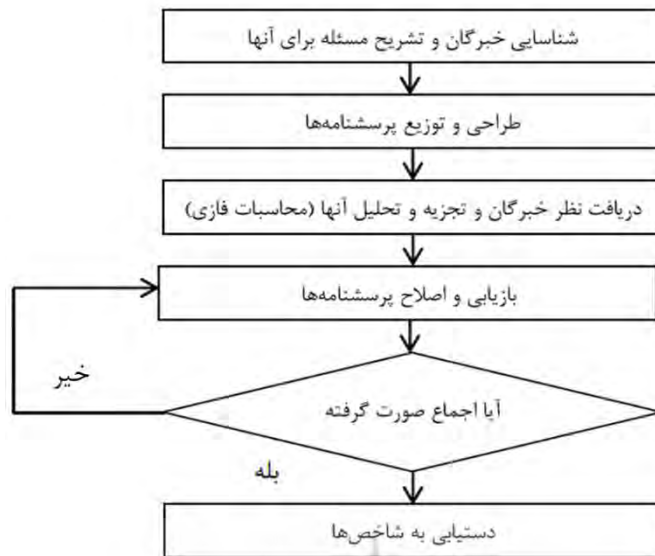 شناسایی خبرگان و تشریح مسئله برای آنها
طراحی و توزیع پرسشنامه‌ها
دریافت نظر خبرگان و تجزیه و تحلیل آنها (محاسبات فازی)
بازیابی و اصلاح پرسشنامه‌ها
خیر
آیا اجماع صورت گرفته
بله
دستیابی به شاخص‌ها